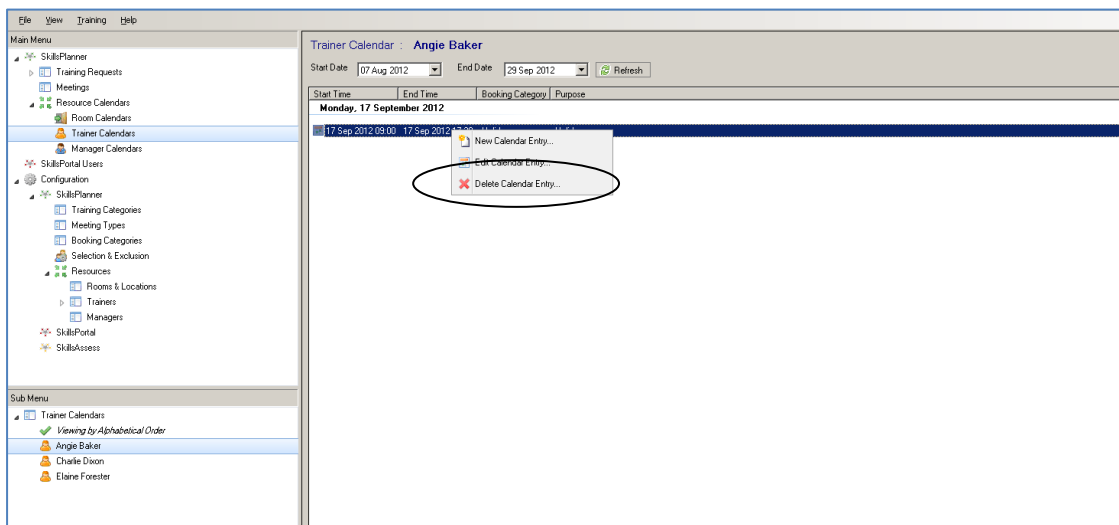 File View Training Help
Main Menu
SkillsPlanner
Training Requests
Meetings
Resource Calendars
Room Calendars
Trainer Calendars
Manager Calendars
SkillsPortal Users
Configuration
SkillsPlanner
Training Categories
Meeting Types
Booking Categories
Selection & Exclusion
Resources
Rooms & Locations
Trainers
Managers
SkillsPortal
SkillsAssess
Sub Menu
Trainer Calendars
Viewing by Alphabetical Order
Angie Baker
Charlie Dixon
Elaine Forester
Trainer Calendar : Angie Baker
Start Date 07 Aug 2012 End Date 29 Sep 2012 Refresh
Start Time End Time Booking Category Purpose
Monday, 17 September 2012
17 Sep 2012 09:00 17 Sep 2012
New Calendar Entry...
Edit Calendar Entry...
Delete Calendar Entry...